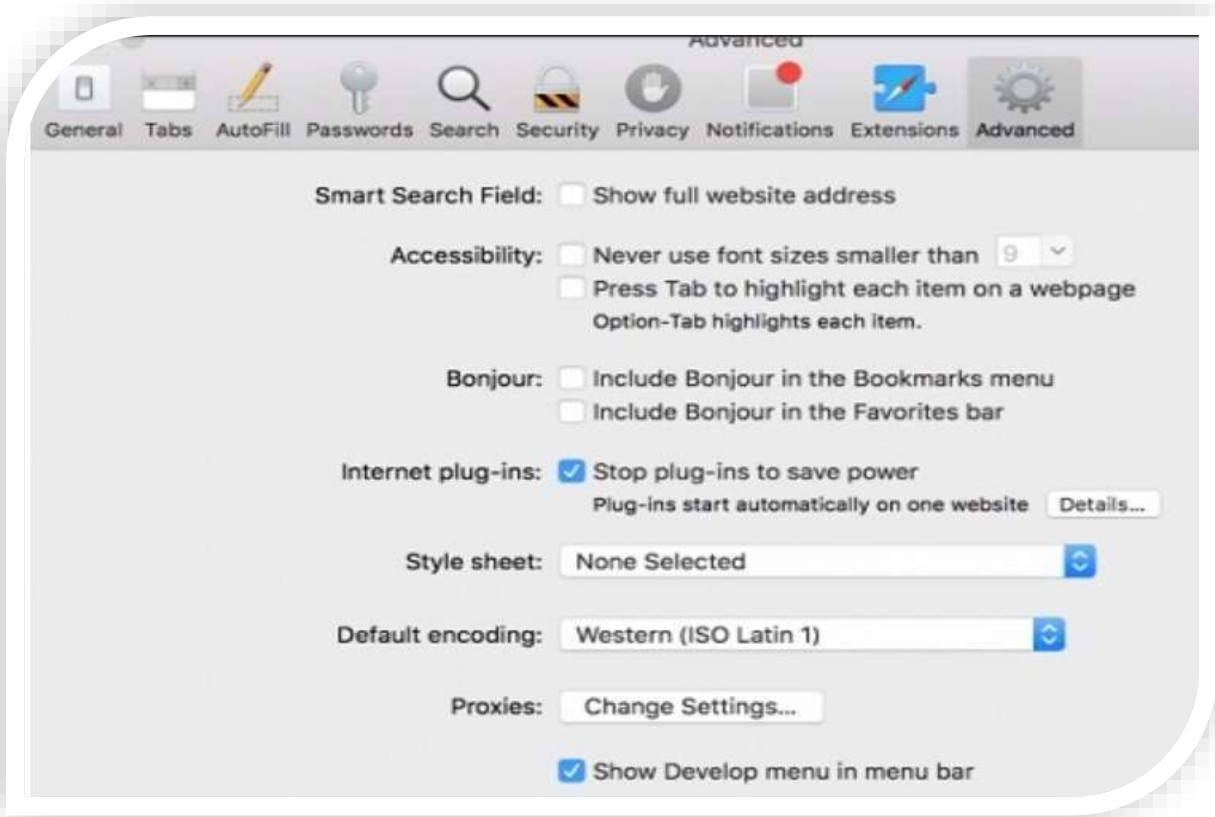 Advanced
General Tabs AutoFill Passwords Search Security Privacy Notifications Extensions Advanced
Smart Search Field: Show full website address
Accessibility: Never use font sizes smaller than 9
Press Tab to highlight each item on a webpage
Option-Tab highlights each item.
Bonjour: Include Bonjour in the Bookmarks menu
Include Bonjour in the Favorites bar
Internet plug-ins: Stop plug-ins to save power
Plug-ins start automatically on one website Details...
Style sheet: None Selected
Default encoding: Western (ISO Latin 1)
Proxies: Change Settings...
Show Develop menu in menu bar